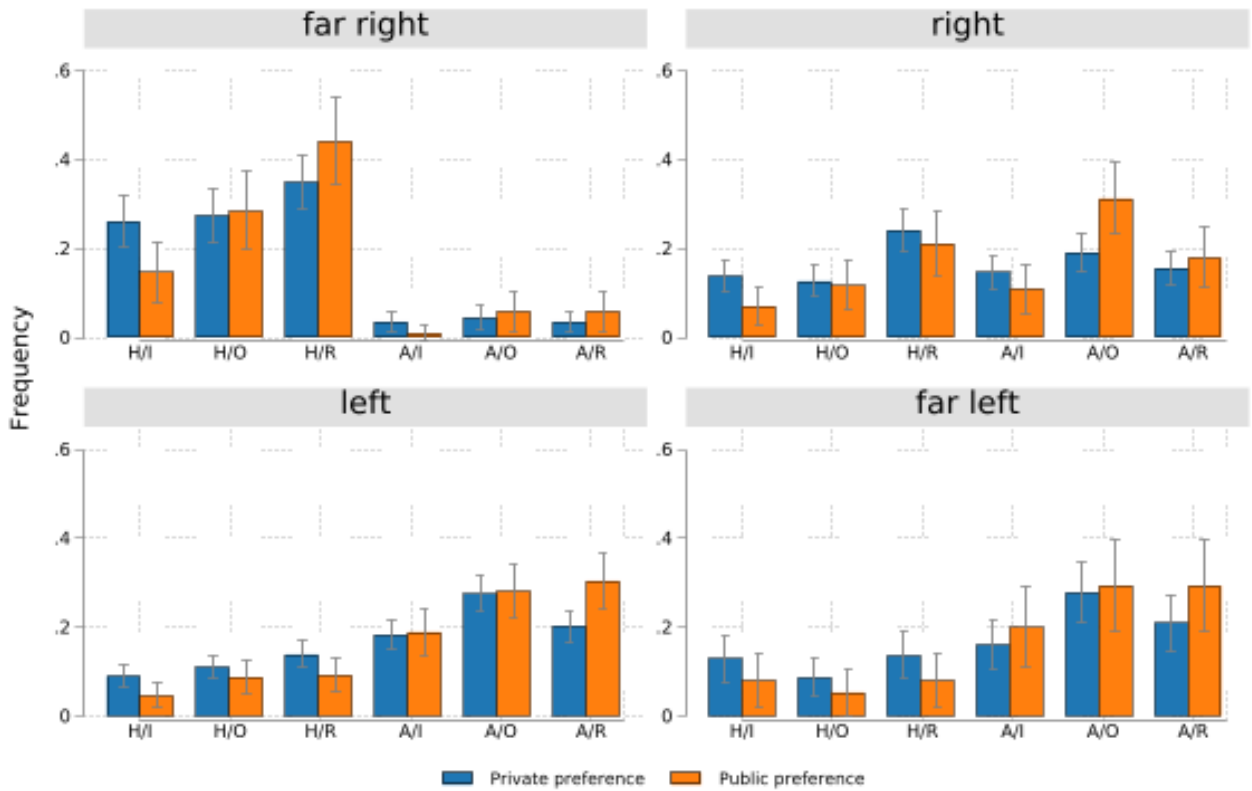 far right
right
.6
.4
.2
0
H/I H/O H/R A/I A/O A/R
.6
.4
.2
0
H/I H/O H/R A/I A/O A/R
Frequency
left
far left
.6
.4
.2
0
H/I H/O H/R A/I A/O A/R
.6
.4
.2
0
H/I H/O H/R A/I A/O A/R
Private preference Public preference